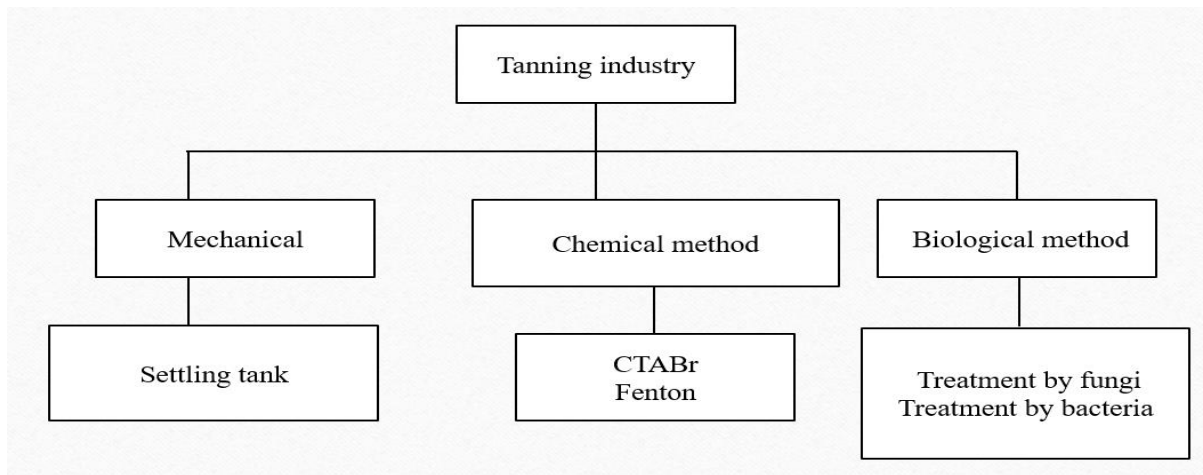 Tanning industry
Mechanical
Chemical method
Biological method
Settling tank
CTABr
Fenton
Treatment by fungi
Treatment by bacteria